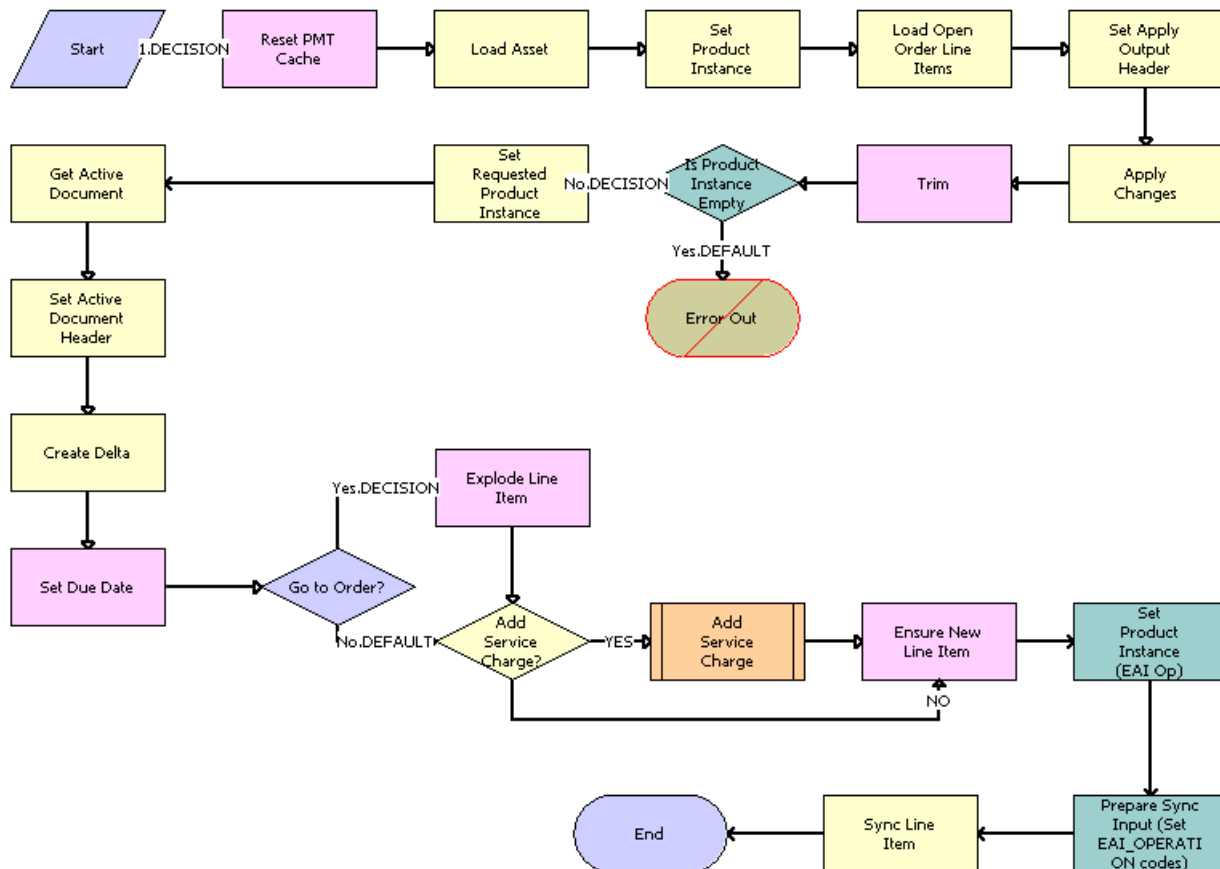 Start
1.DECISION
Reset PMT
Cache
Load Asset
Set
Product
Instance
Load Open
Order Line
Items
Set Apply
Output
Header
Get Active
Document
Set
Requested
Product
Instance
No.DECISION
Is Product
Instance
Empty
Trim
Apply
Changes
Yes.DEFAULT
Set Active
Document
Header
Error Out
Create Delta
Yes.DECISION
Explode Line
Item
Set Due Date
Go to Order?
No.DEFAULT
Add
Service
Charge?
YES
Add
Service
Charge
Ensure New
Line Item
Set
Product
Instance
(EAI Op)
NO
End
Sync Line
Item
Prepare Sync
Input (Set
EAI_OPERATI
ON codes)